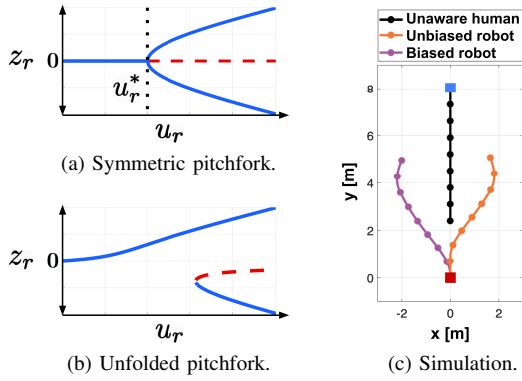 z_r
0
u_r^*
u_r
(a) Symmetric pitchfork.
z_r
0
u_r
(b) Unfolded pitchfork.
Unaware human
Unbiased robot
Biased robot
8
6
4
2
0
y [m]
-2 0 2
x [m]
(c) Simulation.